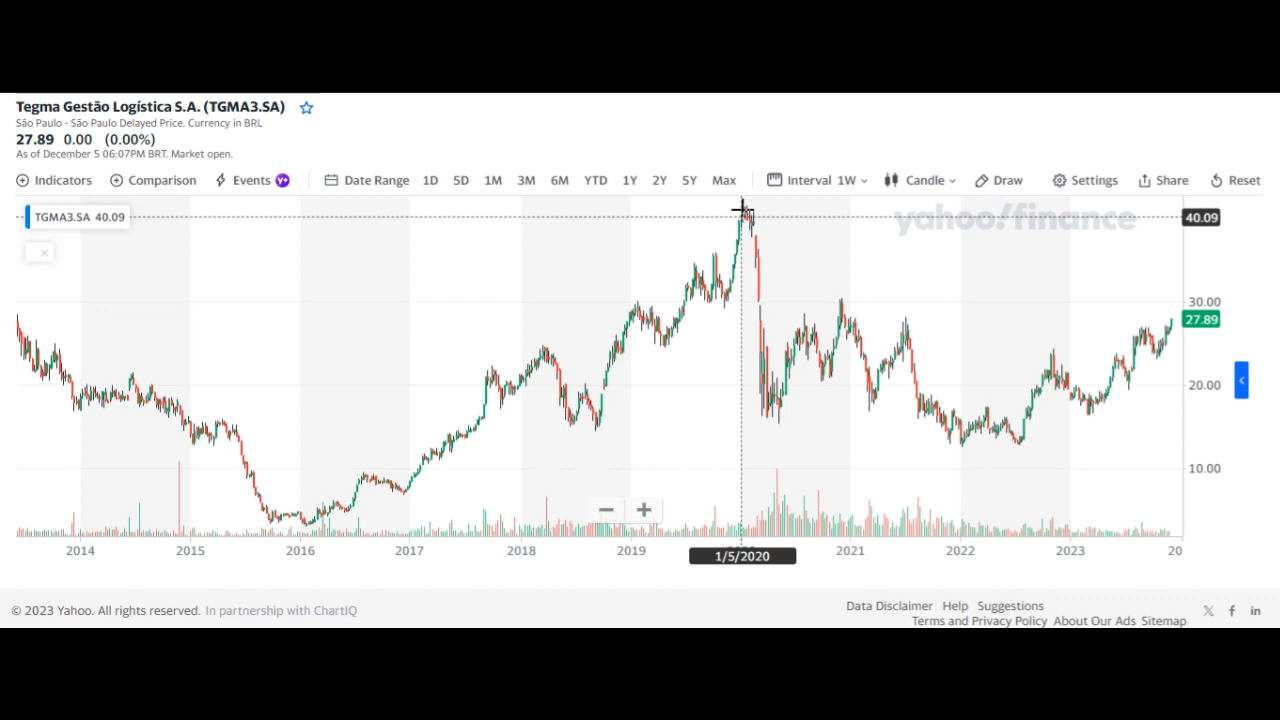 Tegma Gestão Logística S.A. (TGMA3.SA)
São Paulo - São Paulo Delayed Price. Currency in BRL
27.89 0.00 (0.00%)
As of December 5 06:07PM BRT. Market open.
Indicators Comparison Events Y+ Date Range 1D 5D 1M 3M 6M YTD 1Y 2Y 5Y Max Interval 1W Candle Draw Settings Share Reset
TGMA3.SA 40.09
yahoo!finance
40.09
30.00
27.89
20.00
10.00
2014 2015 2016 2017 2018 2019 2021 2022 2023 20
1/5/2020
© 2023 Yahoo. All rights reserved. In partnership with ChartIQ
Data Disclaimer Help Suggestions
Terms and Privacy Policy About Our Ads Sitemap